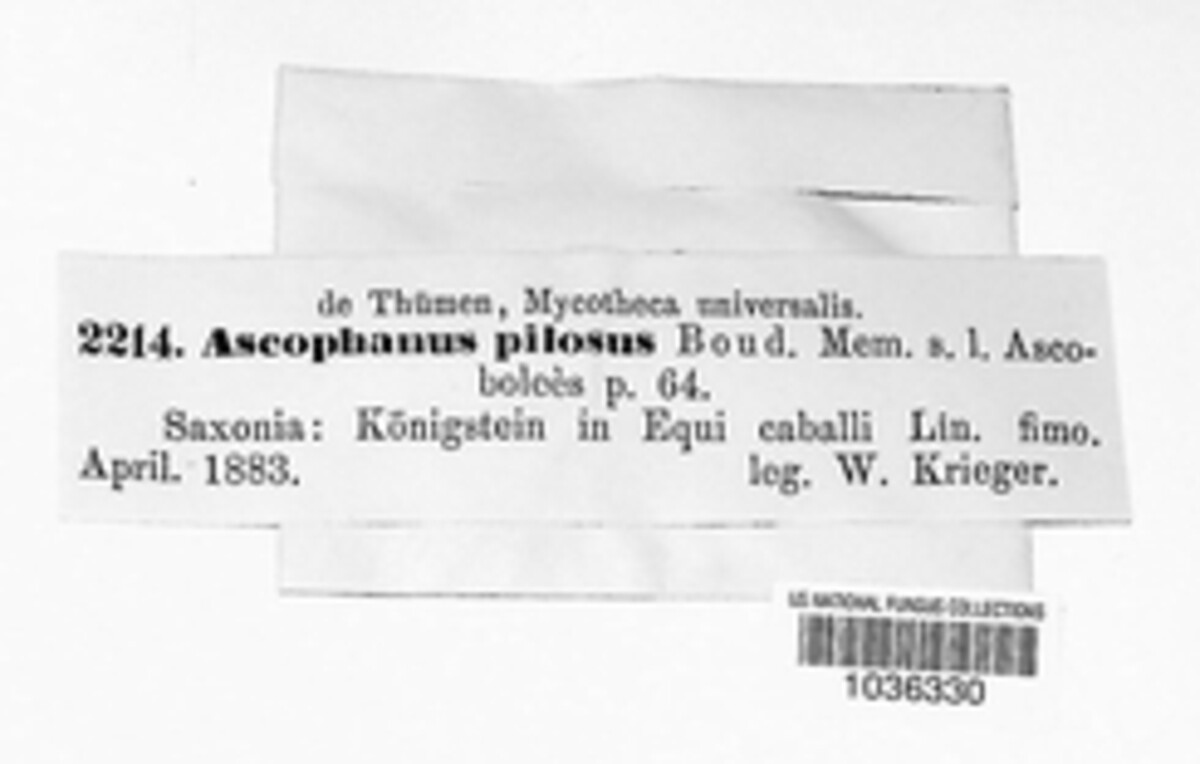 de Thümen, Mycotheca universalis.
2214. Ascophanus pilosus Boud. Mem. s. l. Asco-
boleès p. 64.
Saxonia: Königstein in Equi caballi Lin. fimo.
April. 1883. leg. W. Krieger.
US NATIONAL FUNGUS COLLECTIONS
1036330